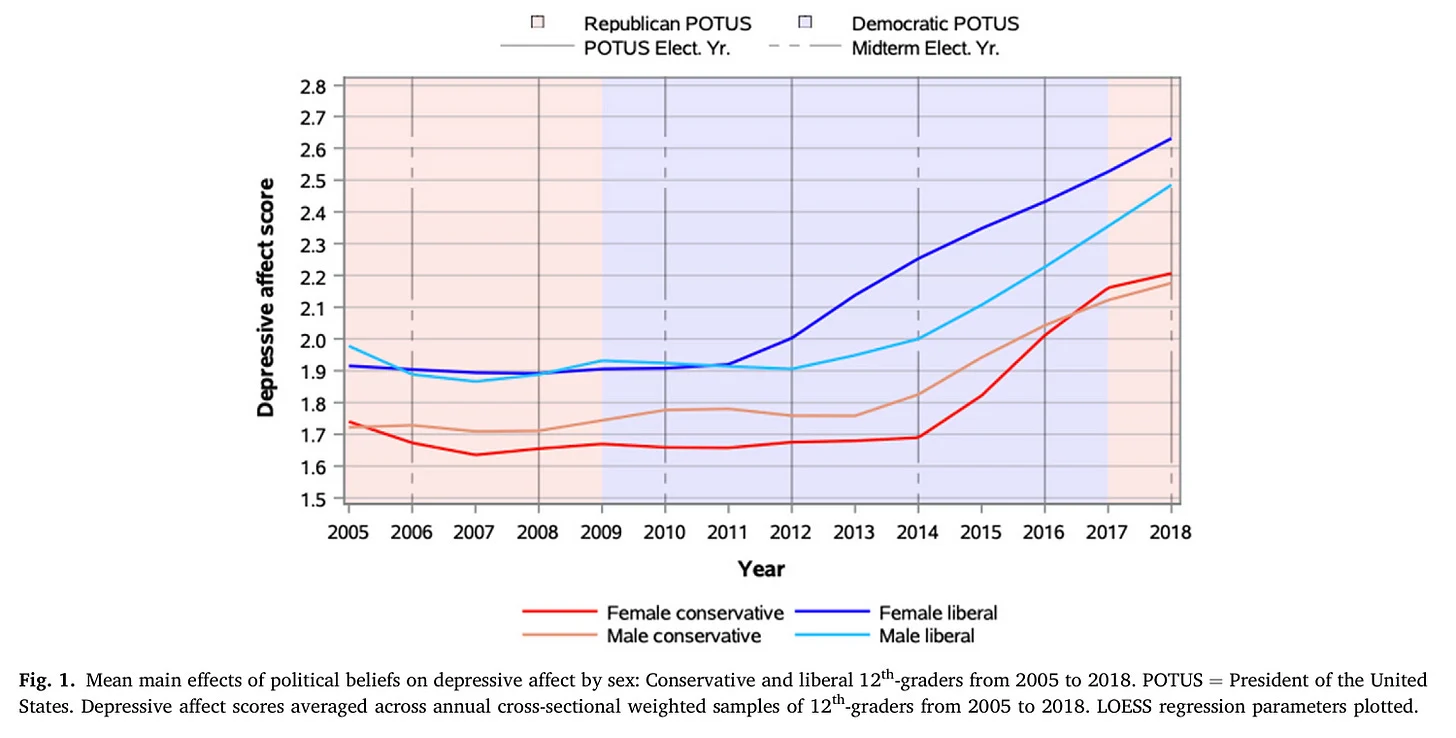 Republican POTUS Democratic POTUS
POTUS Elect. Yr. Midterm Elect. Yr.
2.8
2.7
2.6
2.5
2.4
2.3
2.2
2.1
2.0
1.9
1.8
1.7
1.6
1.5
Depressive affect score
2005 2006 2007 2008 2009 2010 2011 2012 2013 2014 2015 2016 2017 2018
Year
Female conservative Female liberal
Male conservative Male liberal
Fig. 1. Mean main effects of political beliefs on depressive affect by sex: Conservative and liberal 12th-graders from 2005 to 2018. POTUS = President of the United
States. Depressive affect scores averaged across annual cross-sectional weighted samples of 12th-graders from 2005 to 2018. LOESS regression parameters plotted.